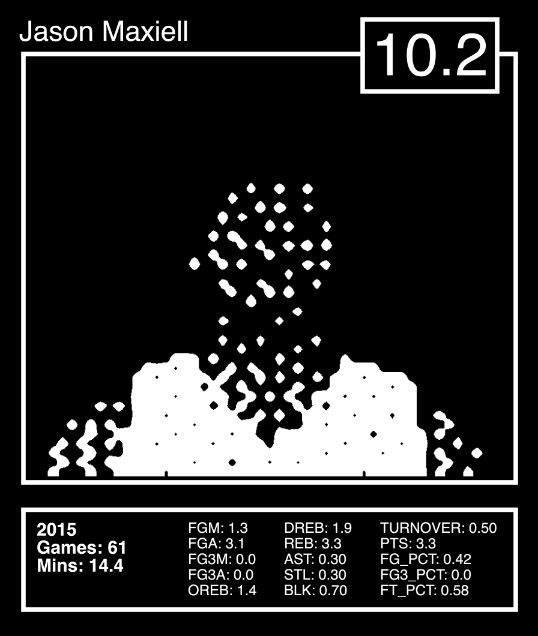 Jason Maxiell
10.2
2015
Games: 61
Mins: 14.4
FGM: 1.3
FGA: 3.1
FG3M: 0.0
FG3A: 0.0
OREB: 1.4
DREB: 1.9
REB: 3.3
AST: 0.30
STL: 0.30
BLK: 0.70
TURNOVER: 0.50
PTS: 3.3
FG_PCT: 0.42
FG3_PCT: 0.0
FT_PCT: 0.58